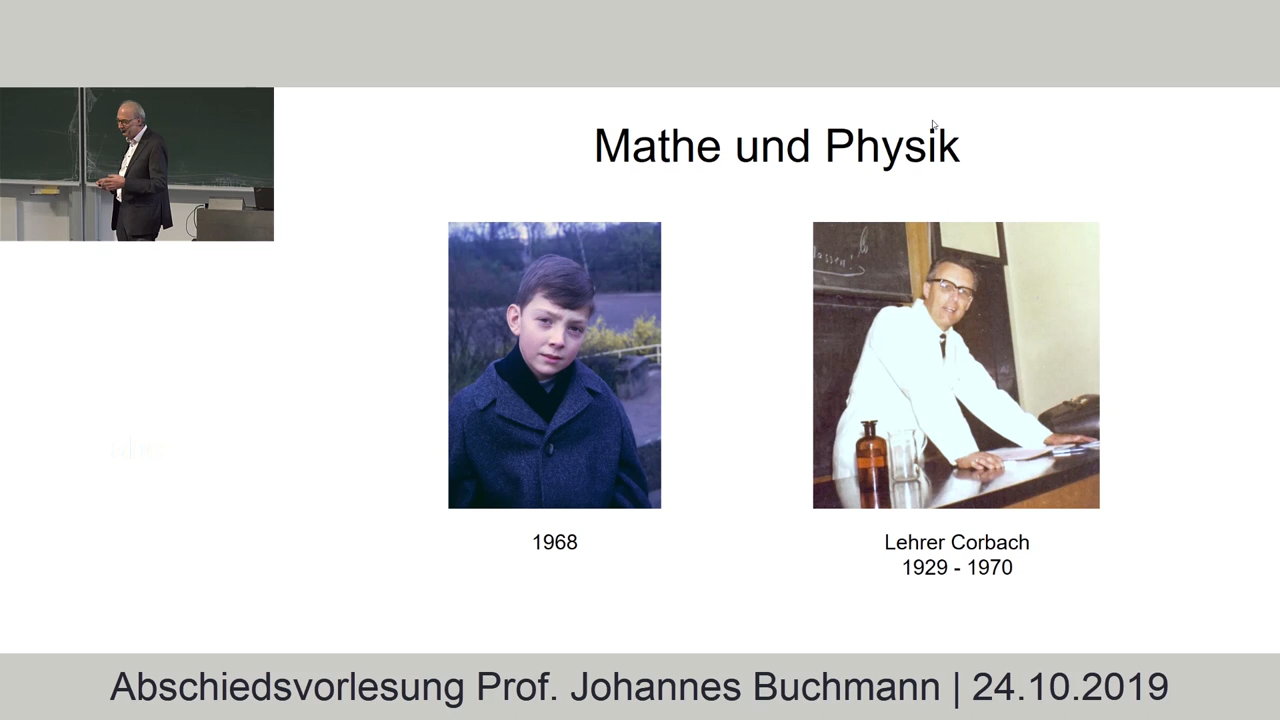 Mathe und Physik
1968
Lehrer Corbach
1929 - 1970
Abschiedsvorlesung Prof. Johannes Buchmann | 24.10.2019